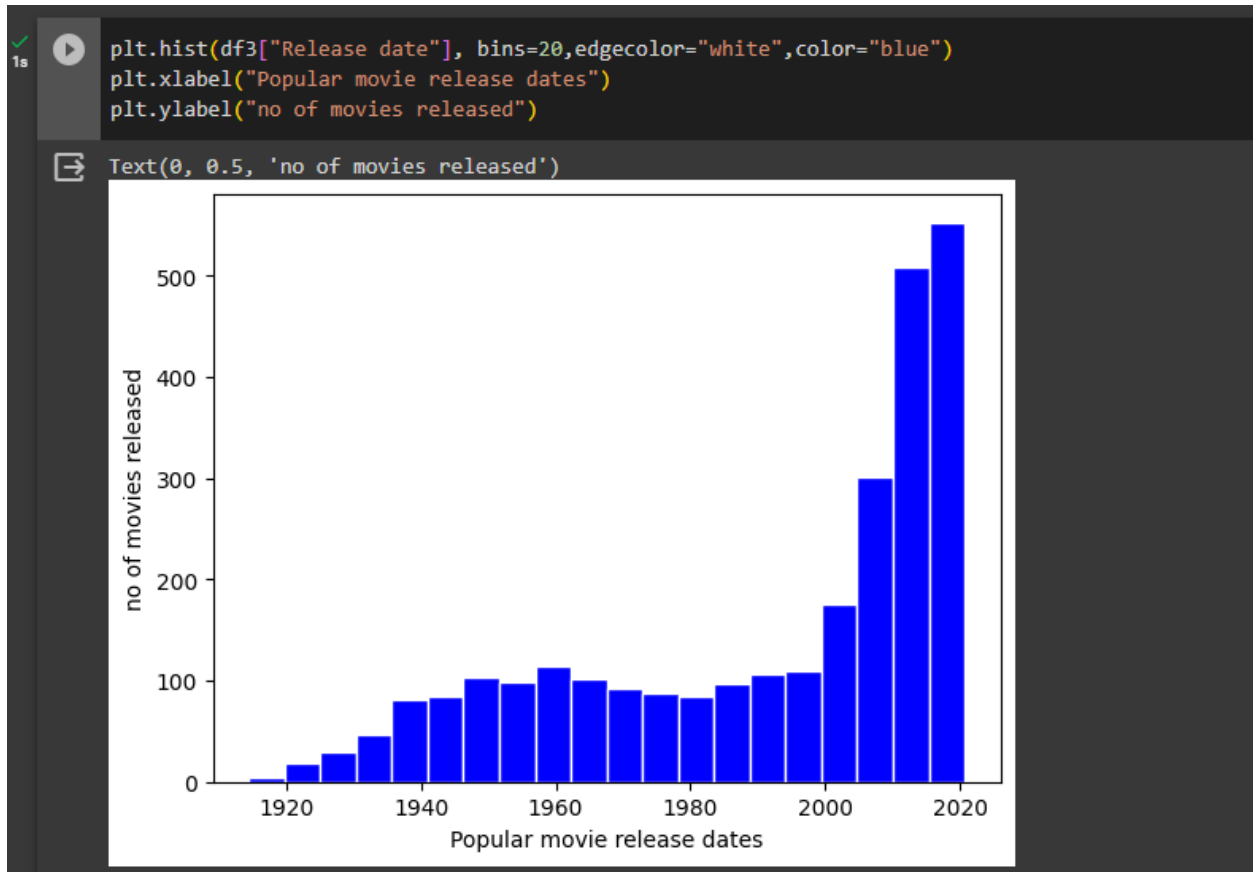 plt.hist(df3["Release date"], bins=20,edgecolor="white",color="blue")
1s
plt.xlabel("Popular movie release dates")
plt.ylabel("no of movies released")
Text(0, 0.5, 'no of movies released')
500
400
300
200
100
0
no of movies released
1920 1940 1960 1980 2000 2020
Popular movie release dates